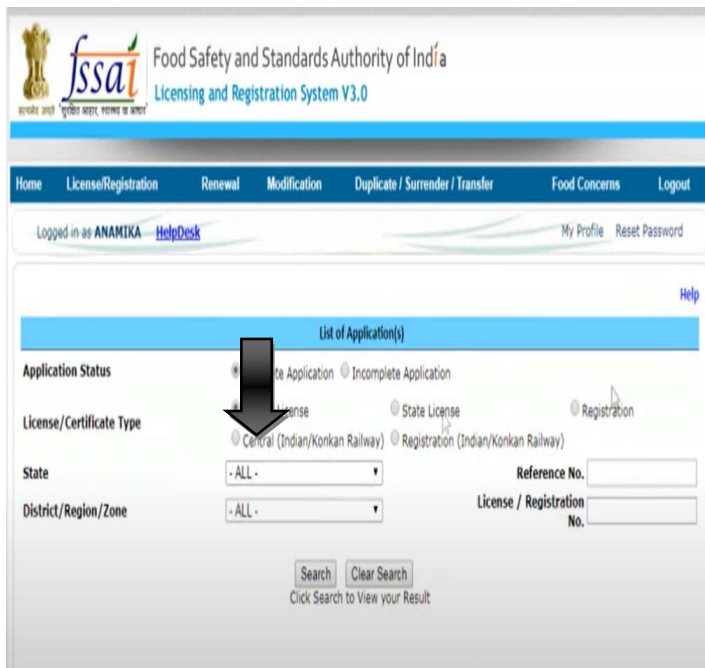 fssai
Food Safety and Standards Authority of India
Licensing and Registration System V3.0
Home License/Registration Renewal Modification Duplicate / Surrender / Transfer Food Concerns Logout
Logged in as ANAMIKA HelpDesk My Profile Reset Password
Help
List of Application(s)
Application Status Application Incomplete Application
License/Certificate Type License State License Registration
Central (Indian/Konkan Railway) Registration (Indian/Konkan Railway)
State - ALL - Reference No.
District/Region/Zone - ALL - License / Registration
No.
Search Clear Search
Click Search to View your Result